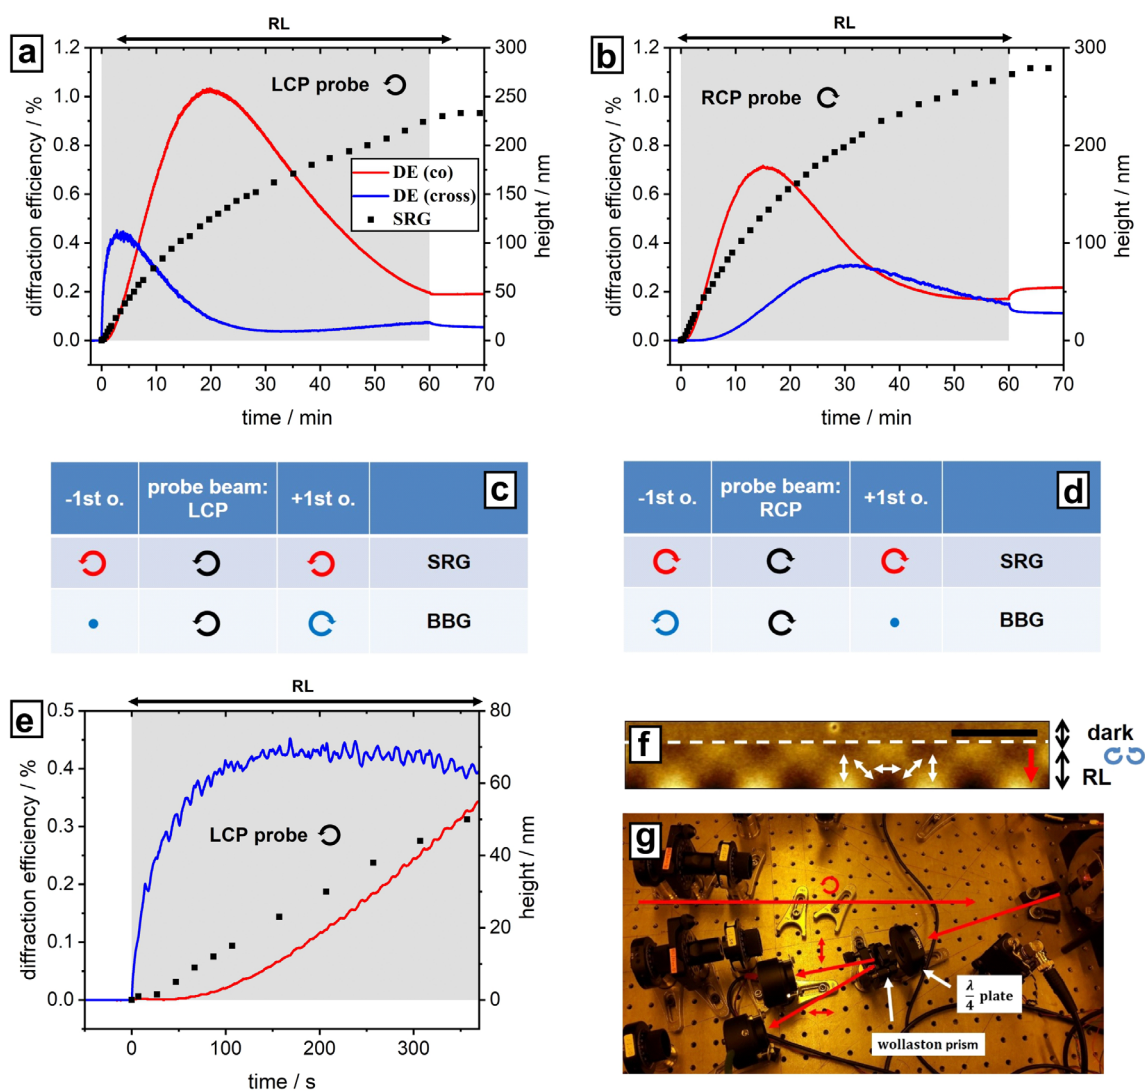 RL
a
1.2
1.0
0.8
0.6
0.4
0.2
0.0
diffraction efficiency / %
LCP probe
DE (co)
DE (cross)
SRG
300
250
200
150
100
50
0
height / nm
0 10 20 30 40 50 60 70
time / min
RL
b
1.2
1.0
0.8
0.6
0.4
0.2
0.0
diffraction efficiency / %
RCP probe
300
250
200
150
100
50
0
height / nm
0 10 20 30 40 50 60 70
time / min
c
-1st o. probe beam: +1st o.
LCP
SRG
BBG
d
-1st o. probe beam: +1st o.
RCP
SRG
BBG
RL
e
0.5
0.4
0.3
0.2
0.1
0.0
diffraction efficiency / %
LCP probe
80
60
40
20
0
height / nm
0 100 200 300
time / s
f
dark
RL
g
λ/4 plate
wollaston prism